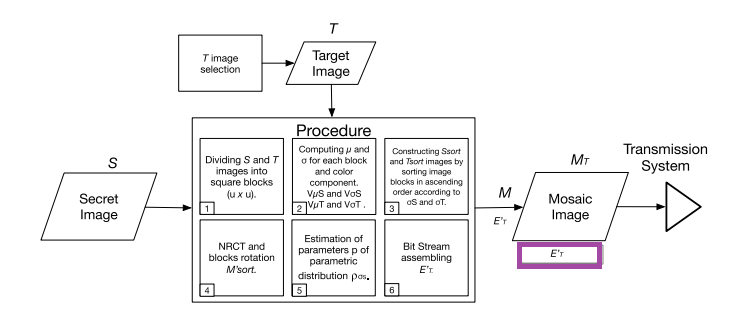 T
T image
selection
Target
Image
Procedure
S
Secret
Image
Dividing S and T
images into
square blocks
(u x u).
1
Computing μ and
σ for each block
and color
component.
VμS and VσS
VμT and VσT .
2
Constructing Ssort
and Tsort images by
sorting image
blocks in ascending
order according to
σS and σT.
3
NRCT and
blocks rotation
M'sort.
4
Estimation of
parameters p of
parametric
distribution ρσs.
5
Bit Stream
assembling
E'T.
6
M
E'T
MT
Mosaic
Image
E'T
Transmission
System